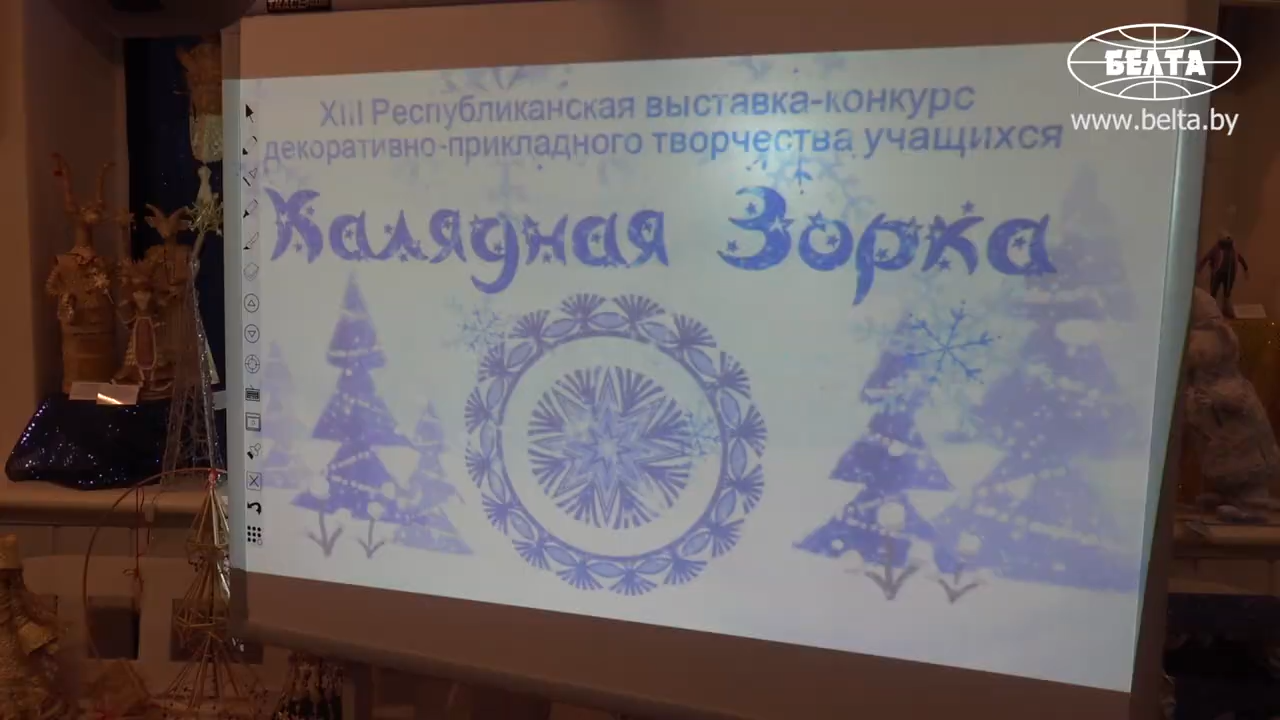 БЕЛТА
www.belta.by
XIII Республиканская выставка-конкурс
декоративно-прикладного творчества учащихся
Калядная Зорка